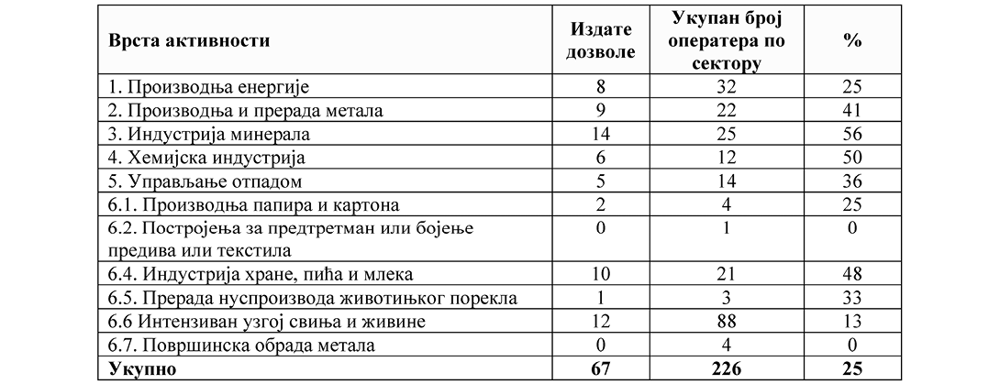 Врста активности Издате дозволе Укупан број оператера по сектору %
1. Производња енергије 8 32 25
2. Производња и прерада метала 9 22 41
3. Индустрија минерала 14 25 56
4. Хемијска индустрија 6 12 50
5. Управљање отпадом 5 14 36
6.1. Производња папира и картона 2 4 25
6.2. Постројења за предтретман или бојење
предива или текстила 0 1 0
6.4. Индустрија хране, пића и млека 10 21 48
6.5. Прерада нуспроизвода животињког порекла 1 3 33
6.6 Интензиван узгој свиња и живине 12 88 13
6.7. Површинска обрада метала 0 4 0
Укупно 67 226 25